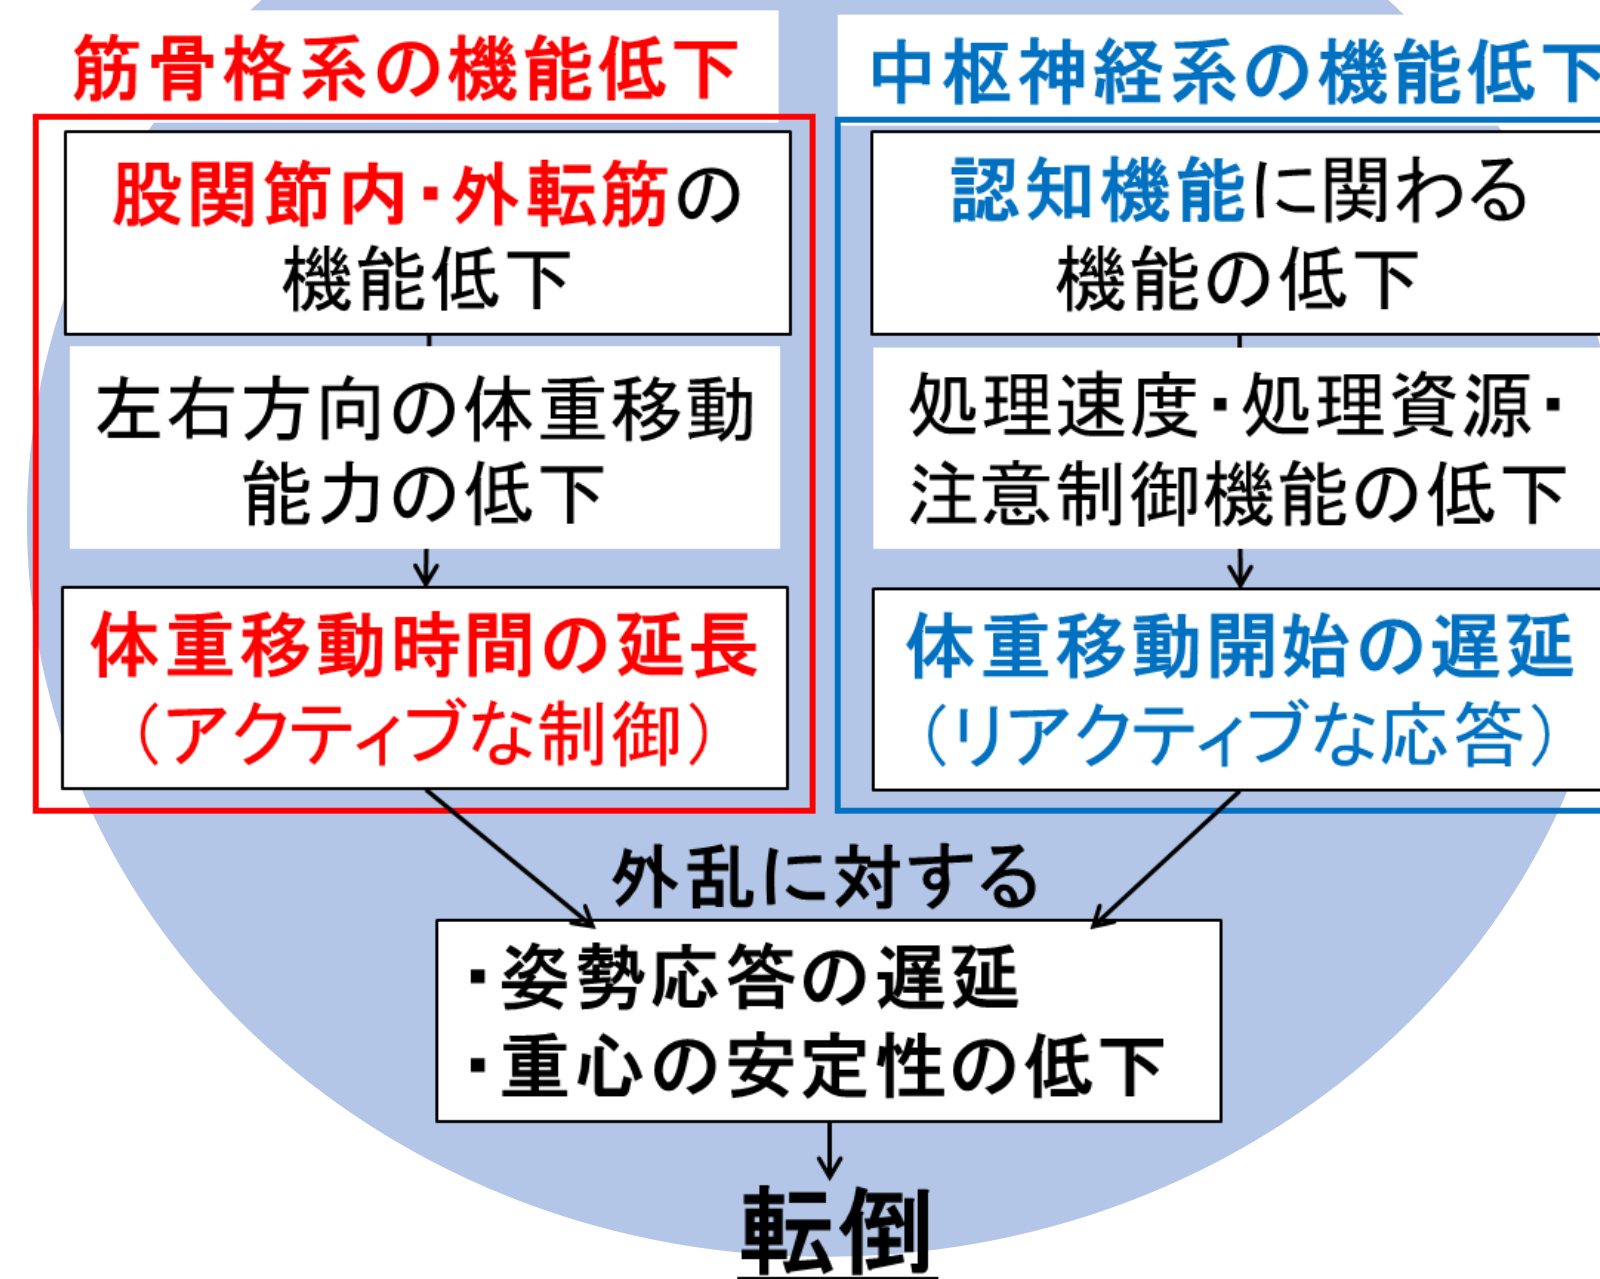 筋骨格系の機能低下
股関節内・外転筋の
機能低下
左右方向の体重移動
能力の低下
体重移動時間の延長
（アクティブな制御）
中枢神経系の機能低下
認知機能に関わる
機能の低下
処理速度・処理資源・
注意制御機能の低下
体重移動開始の遅延
（リアクティブな応答）
外乱に対する
・姿勢応答の遅延
・重心の安定性の低下
転倒